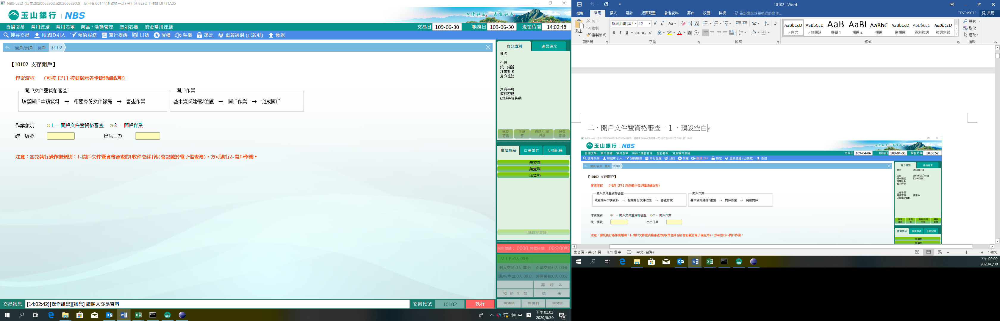 NBS-uat2 (版本:2020062902.b2020062902) 使用者:00144(測試櫃一戊) 分行別:9232 工作站:L9711A05
玉山銀行 | NBS
心清如玉。義重如山。
自選交易 常用連結 常用表單 商品 / 活動管理 智能客服 消金常用連結
交易日 109-06-30 帳務日 109-06-30 現在時間 14:02:48
搜尋交易 帳號ID引入 預約服務 蒞行提醒 日誌 授權 廣播 鎖定 重啟週邊 (已啟動) 簽退
開戶/銷戶 開戶 10102
【10102 支存開戶】
作業流程 （可按［F1］按鈕顯示各步驟詳細說明）
開戶文件暨資格審查
填寫開戶申請資料 → 相關身份文件徵提 → 審查作業
開戶作業
基本資料建檔/維護 → 開戶作業 → 完成開戶
作業類別 1 - 開戶文件暨資格審查 2 - 開戶作業
統一編號 出生日期
注意：需先執行過作業類別：1-開戶文件暨資格審查的[收件登錄]後(會記載於電子備查簿)，方可進行2-開戶作業。
身分識別 產品往來
姓名
生日
統一編號
理專姓名
身分註記
注意事項
簡訊密碼
近期事故異動
顧客資訊 手續費 通路/共同行銷 顧客影像
推薦商品 重要事件 互動記錄
無資料
無資料
無資料
一般轉介登錄
服務號碼： 0000 等候時間： 00分00秒
ＶＩＰ:0人 00分
個人交易:0人 00分 企業交易:0人 00分
開戶/申請:0人 00分 外匯業務:0人 00分
再 呼 叫
預 約 叫 號 結 束
無資料 無資料 無資料
交易訊息 [14:02:42][操作訊息][訊息] 請輸入交易資料
交易代號 10102 執行
中
下午 02:02
2020/6/30
4
10102 - Word
檔案 常用 插入 設計 版面配置 參考資料 郵件 校閱 檢視 告訴我您想要執行的動作...
TEST19072 共用
貼上 剪下
複製
複製格式
新細明體 (本文 12
剪貼簿 字型 段落 樣式 編輯
AaBbCcD AaBbCcD AaB AaBl AaBbC AaBbCcD AaBbCcD AaBbCcD
內文 無間距 標題 1 標題 2 標題 副標題 區別強調 強調斜體
尋找
取代
選取
二、開戶文件暨資格審查－１．預設空白
NBS-uat2 (版本:2020040302.b2020040302) 使用者:00144(測試櫃一戊) 分行別:9232 工作站:L9711A05
玉山銀行 | NBS
心清如玉。義重如山。
自選交易 常用連結 常用表單 商品 / 活動管理 智能客服 消金常用連結
交易日 109-04-06 帳務日 109-04-06 現在時間 10:36:52
搜尋交易 帳號ID引入 預約服務 蒞行提醒 日誌 授權 廣播:247 鎖定 重啟週邊 (已啟動) 簽退
開戶/銷戶 開戶 10102
【10102 支存開戶】
作業流程 （可按［F1］按鈕顯示各步驟詳細說明）
開戶文件暨資格審查
填寫開戶申請資料 → 相關身份文件徵提 → 審查作業
開戶作業
基本資料建檔/維護 → 開戶作業 → 完成開戶
作業類別 1 - 開戶文件暨資格審查 2 - 開戶作業
統一編號 出生日期
注意：需先執行過作業類別：1-開戶文件暨資格審查的[收件登錄]後(會記載於電子備查簿)，方可進行2-開戶作業。
身分識別 產品往來
姓名
生日 1968年08月08日
統一編號
理專姓名
身分註記
注意事項
簡訊密碼 使用中
近期事故異動
顧客資訊 手續費 通路/共同行銷 顧客影像
推薦商品 重要事件 互動記錄
無資料
無資料
第 2 頁，共 51 頁 471 個字 中文 (台灣)
140%
下午 02:02
2020/6/30